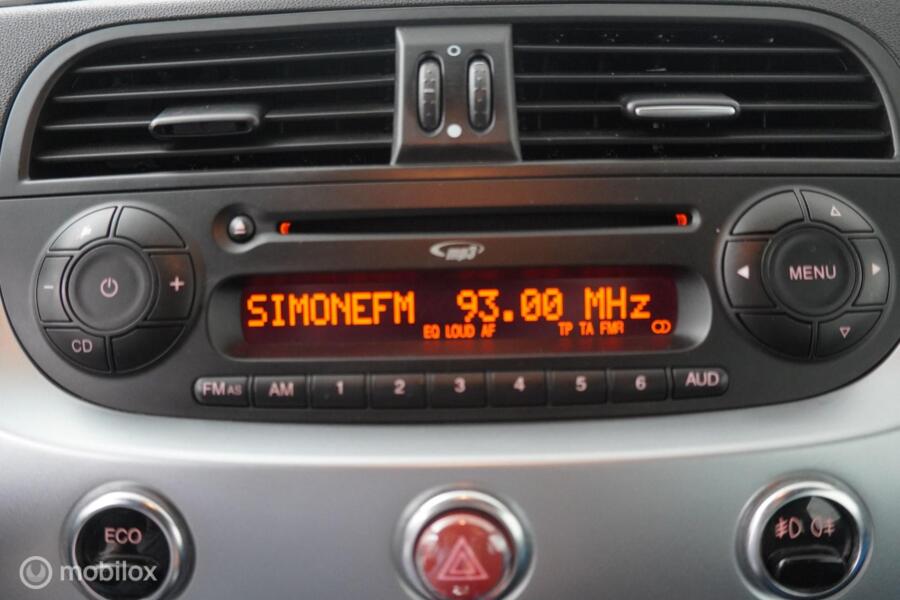 mp3
SIMONEFM 93.00 MHz
EQ LOUD AF TP TA FMR
MENU
CD
FM AS AM 1 2 3 4 5 6 AUD
ECO
mobilox